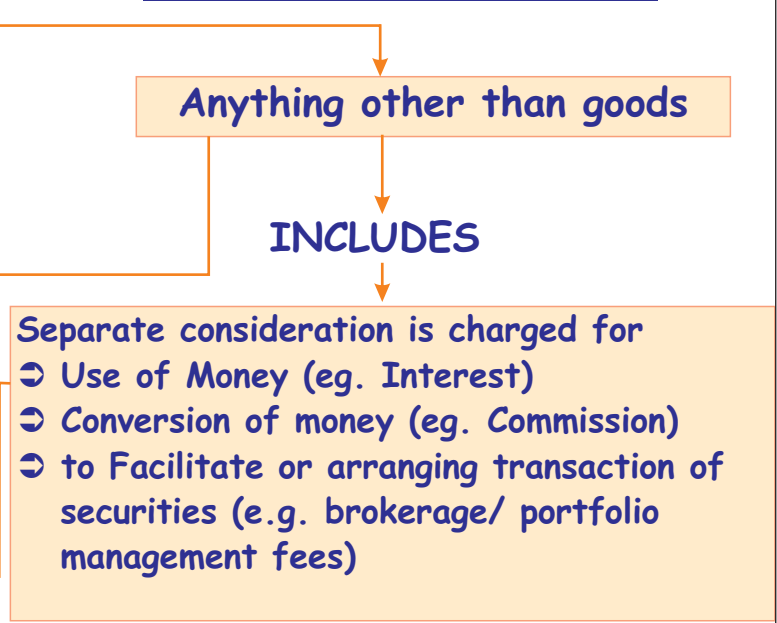 Anything other than goods
INCLUDES
Separate consideration is charged for
➲ Use of Money (eg. Interest)
➲ Conversion of money (eg. Commission)
➲ to Facilitate or arranging transaction of
securities (e.g. brokerage/ portfolio
management fees)